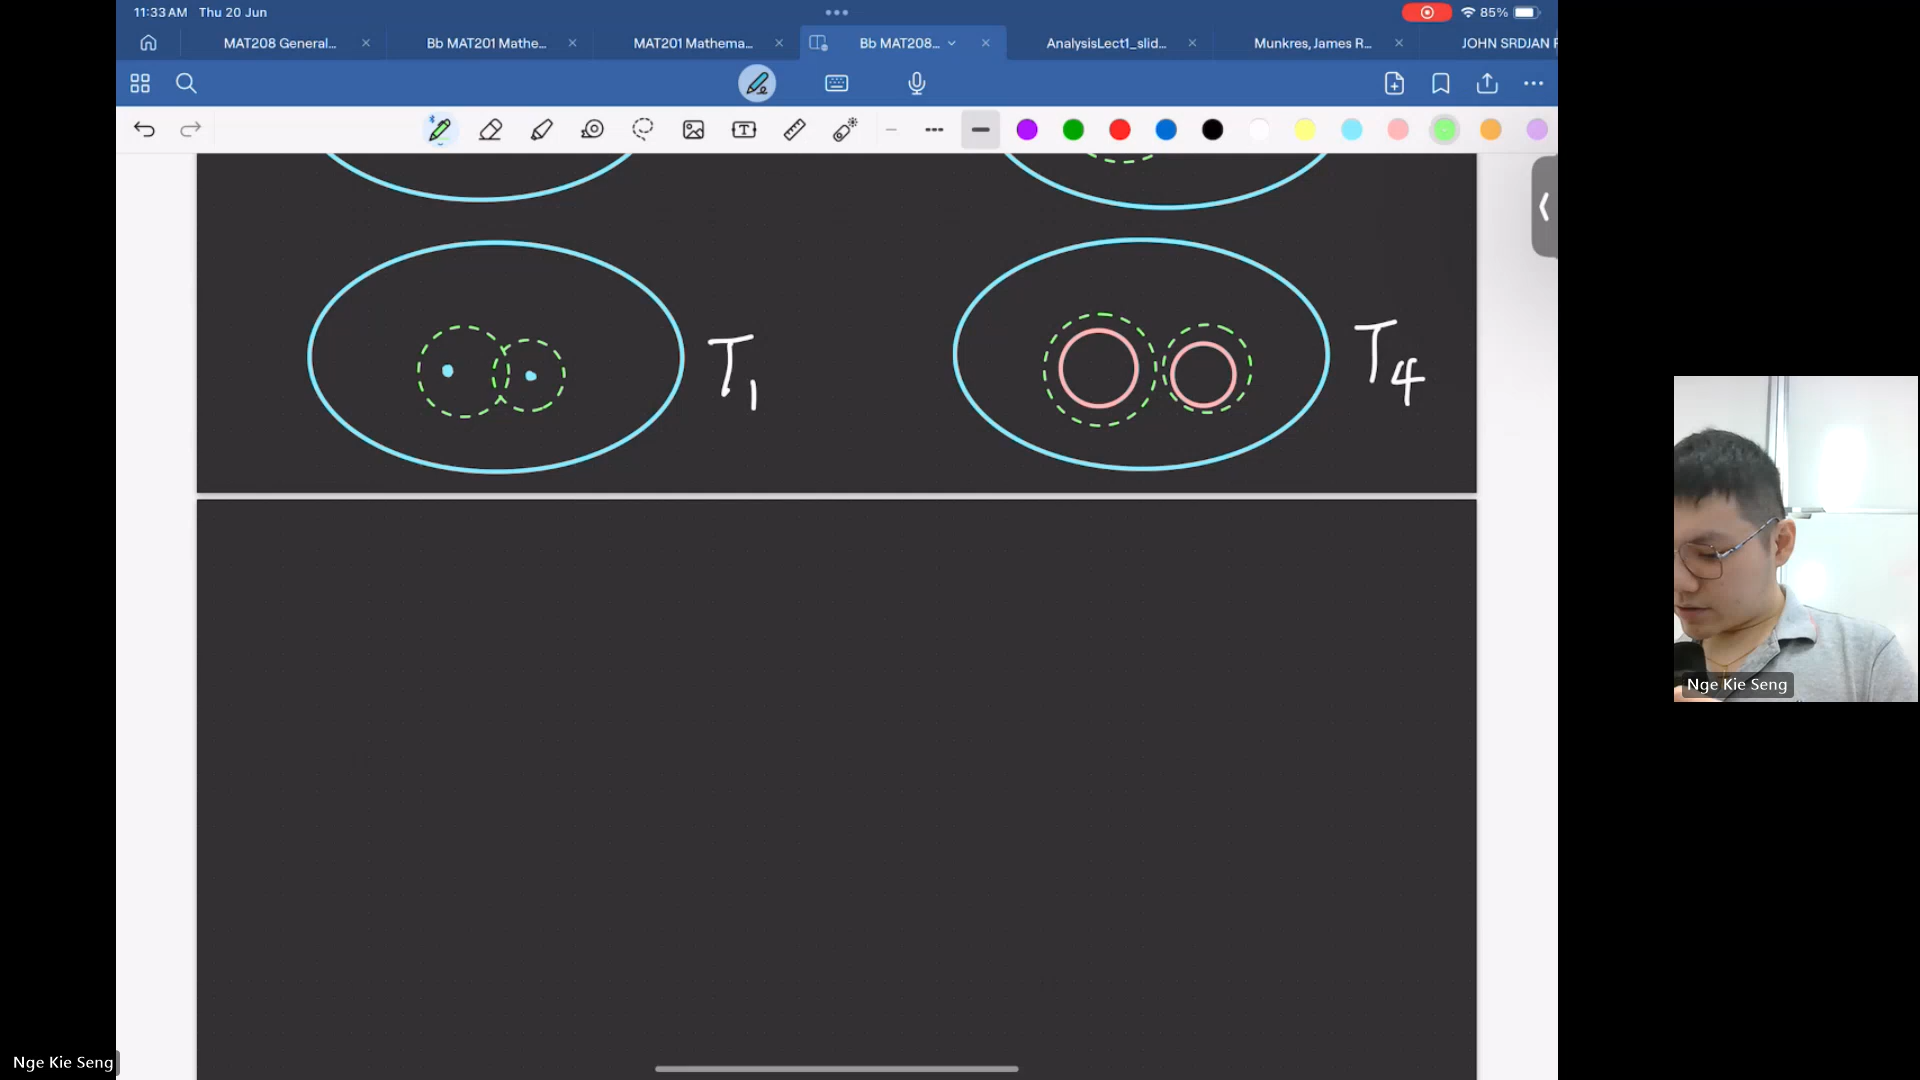 11:33 AM Thu 20 Jun
85%
MAT208 General...
Bb MAT201 Mathe...
MAT201 Mathema...
Bb MAT208...
AnalysisLect1_slid...
Munkres, James R...
JOHN SRDJAN P
T1
T4
Nge Kie Seng
Nge Kie Seng